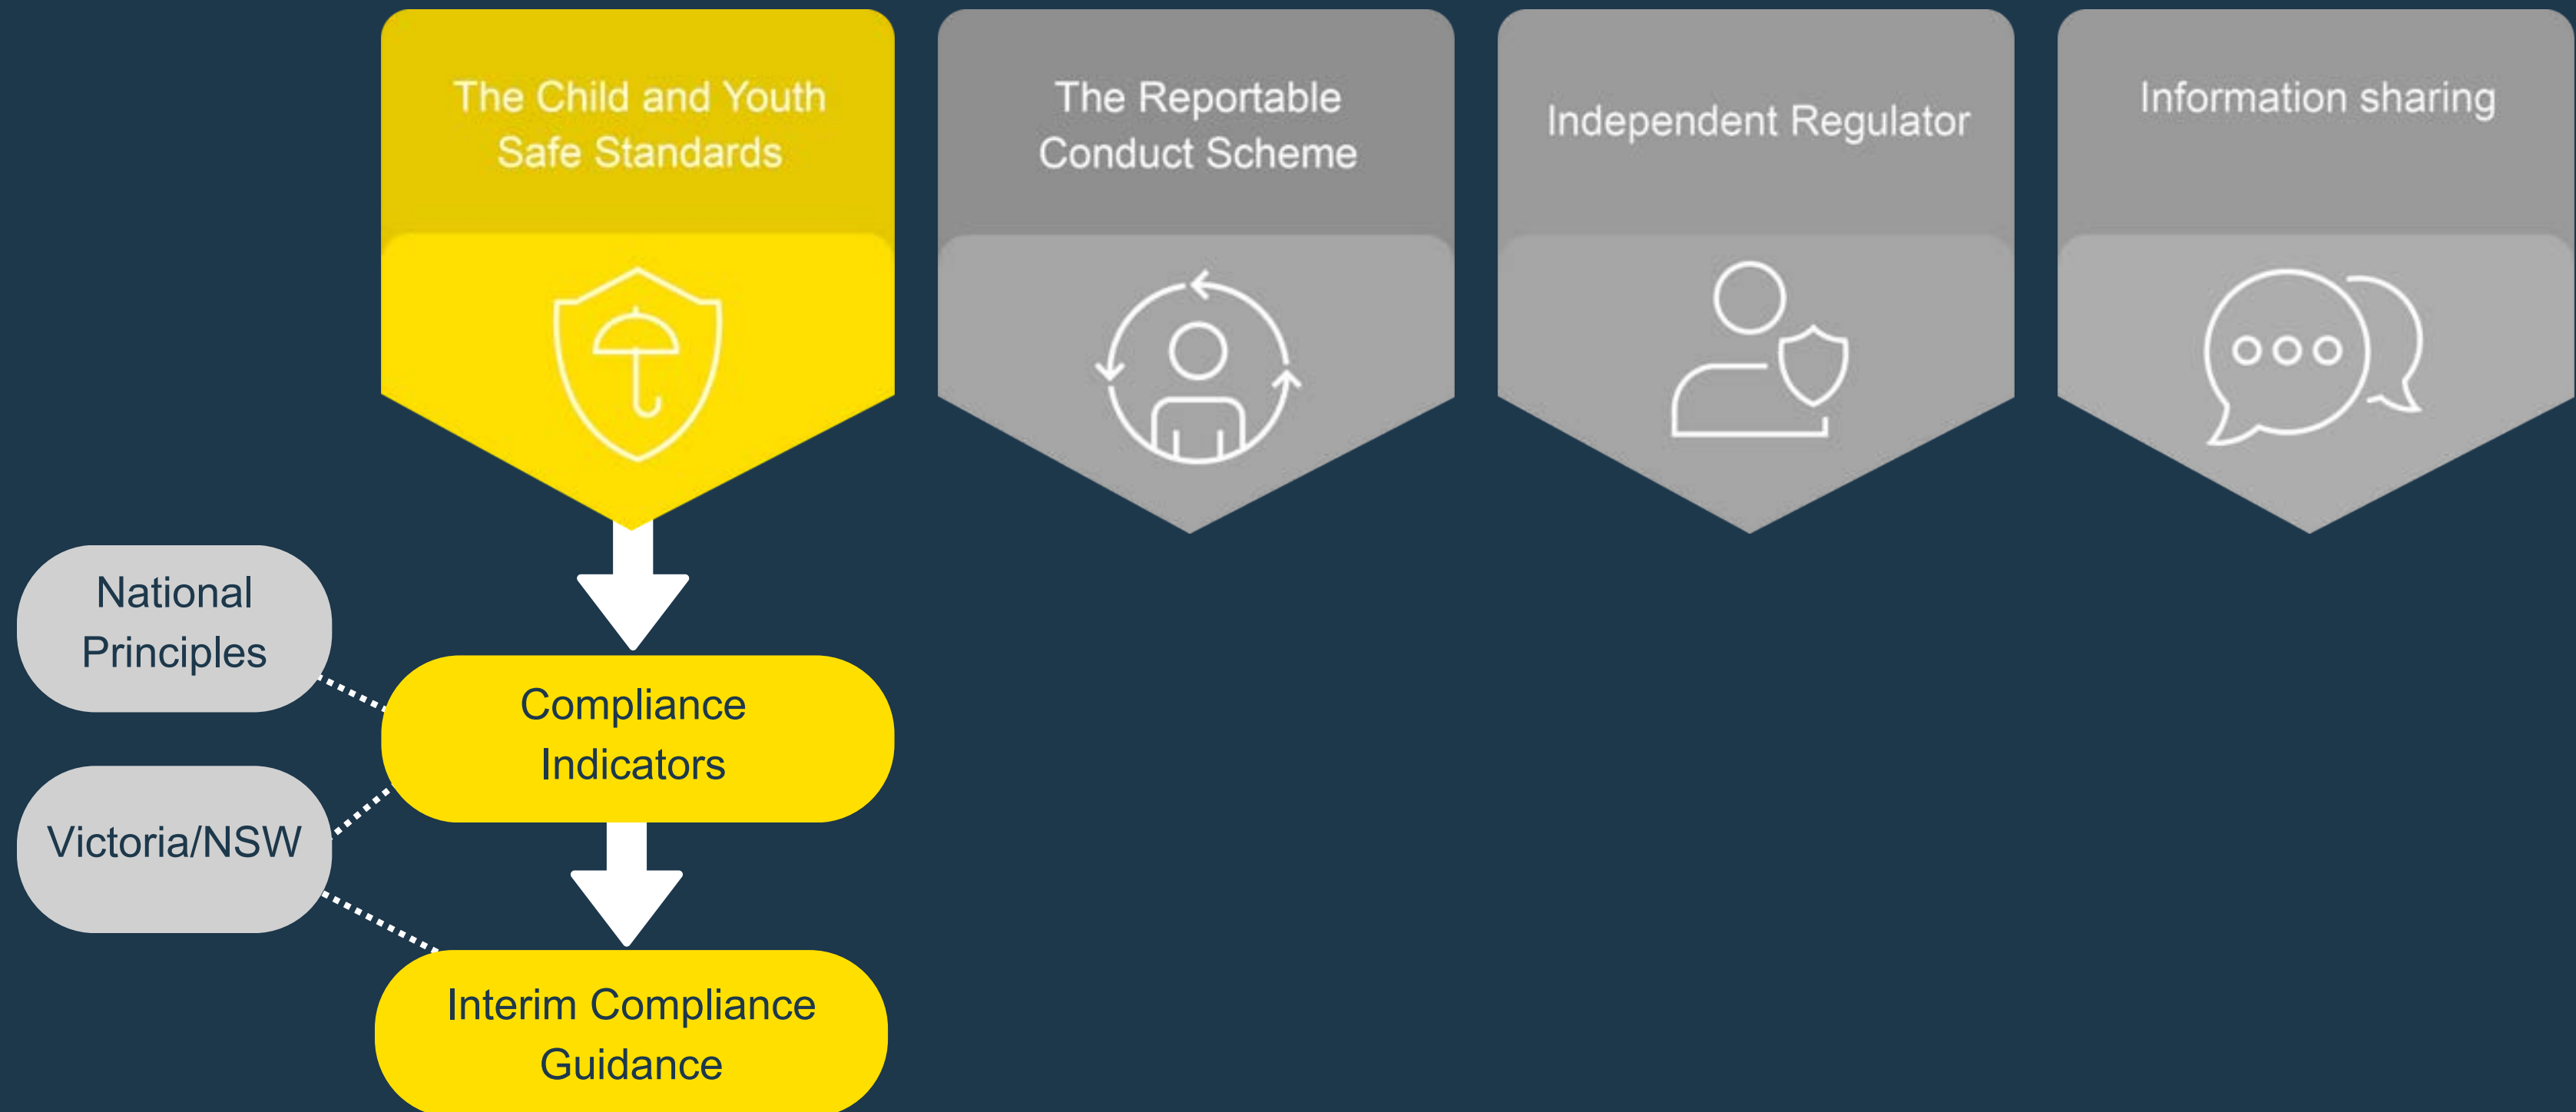 The Child and Youth
Safe Standards
The Reportable
Conduct Scheme
Independent Regulator
Information sharing
National
Principles
Compliance
Indicators
Victoria/NSW
Interim Compliance
Guidance